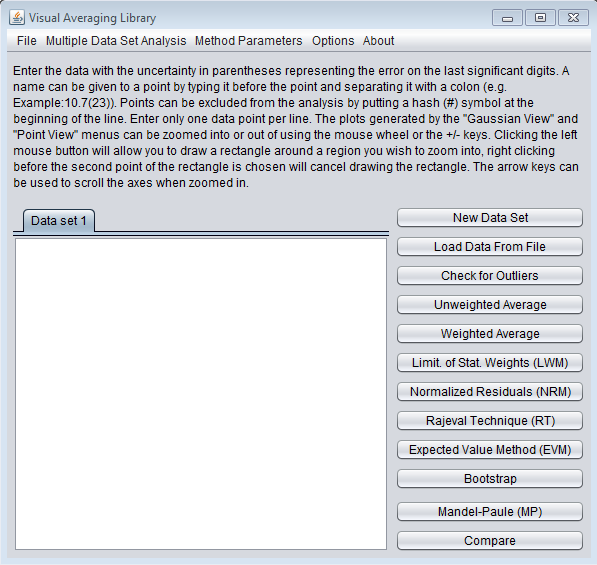 Visual Averaging Library
File Multiple Data Set Analysis Method Parameters Options About
Enter the data with the uncertainty in parentheses representing the error on the last significant digits. A
name can be given to a point by typing it before the point and separating it with a colon (e.g.
Example:10.7(23)). Points can be excluded from the analysis by putting a hash (#) symbol at the
beginning of the line. Enter only one data point per line. The plots generated by the "Gaussian View" and
"Point View" menus can be zoomed into or out of using the mouse wheel or the +/- keys. Clicking the left
mouse button will allow you to draw a rectangle around a region you wish to zoom into, right clicking
before the second point of the rectangle is chosen will cancel drawing the rectangle. The arrow keys can
be used to scroll the axes when zoomed in.
Data set 1
New Data Set
Load Data From File
Check for Outliers
Unweighted Average
Weighted Average
Limit. of Stat. Weights (LWM)
Normalized Residuals (NRM)
Rajeval Technique (RT)
Expected Value Method (EVM)
Bootstrap
Mandel-Paule (MP)
Compare